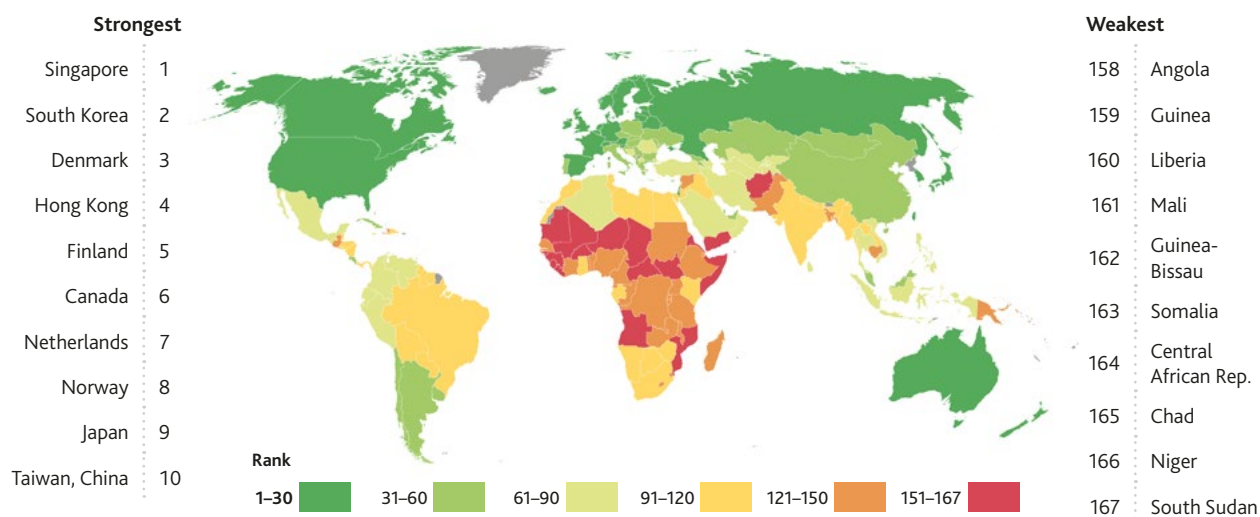 Strongest
Singapore 1
South Korea 2
Denmark 3
Hong Kong 4
Finland 5
Canada 6
Netherlands 7
Norway 8
Japan 9
Taiwan, China 10
Rank
1–30 31–60 61–90 91–120 121–150 151–167
Weakest
158 Angola
159 Guinea
160 Liberia
161 Mali
162 Guinea-
Bissau
163 Somalia
164 Central
African Rep.
165 Chad
166 Niger
167 South Sudan